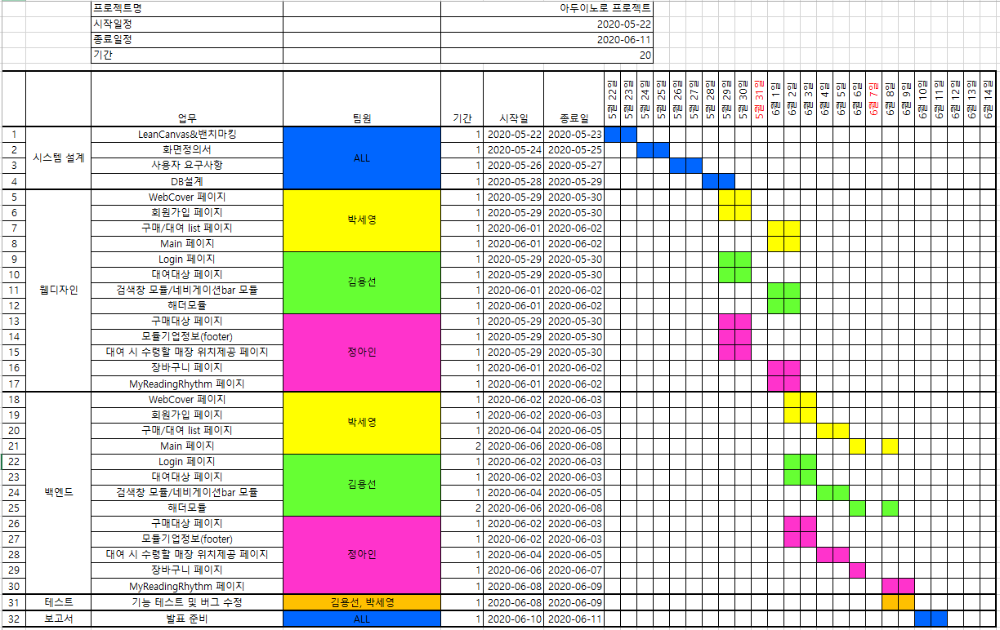 프로젝트명 아두이노로 프로젝트
시작일정 2020-05-22
종료일정 2020-06-11
기간 20
업무 팀원 기간 시작일 종료일 5월 22일 5월 23일 5월 24일 5월 25일 5월 26일 5월 27일 5월 28일 5월 29일 5월 30일 5월 31일 6월 1일 6월 2일 6월 3일 6월 4일 6월 5일 6월 6일 6월 7일 6월 8일 6월 9일 6월 10일 6월 11일 6월 12일 6월 13일 6월 14일
1 시스템 설계 LeanCanvas&밴치마킹 ALL 1 2020-05-22 2020-05-23
2 화면정의서 1 2020-05-24 2020-05-25
3 사용자 요구사항 1 2020-05-26 2020-05-27
4 DB설계 1 2020-05-28 2020-05-29
5 웹디자인 WebCover 페이지 박세영 1 2020-05-29 2020-05-30
6 회원가입 페이지 1 2020-05-29 2020-05-30
7 구매/대여 list 페이지 1 2020-06-01 2020-06-02
8 Main 페이지 1 2020-06-01 2020-06-02
9 Login 페이지 김용선 1 2020-05-29 2020-05-30
10 대여대상 페이지 1 2020-05-29 2020-05-30
11 검색창 모듈/네비게이션bar 모듈 1 2020-06-01 2020-06-02
12 해더모듈 1 2020-06-01 2020-06-02
13 구매대상 페이지 정아인 1 2020-05-29 2020-05-30
14 모듈기업정보(footer) 1 2020-05-29 2020-05-30
15 대여 시 수령할 매장 위치제공 페이지 1 2020-05-29 2020-05-30
16 장바구니 페이지 1 2020-06-01 2020-06-02
17 MyReadingRhythm 페이지 1 2020-06-01 2020-06-02
18 백엔드 WebCover 페이지 박세영 1 2020-06-02 2020-06-03
19 회원가입 페이지 1 2020-06-02 2020-06-03
20 구매/대여 list 페이지 1 2020-06-04 2020-06-05
21 Main 페이지 2 2020-06-06 2020-06-08
22 Login 페이지 김용선 1 2020-06-02 2020-06-03
23 대여대상 페이지 1 2020-06-02 2020-06-03
24 검색창 모듈/네비게이션bar 모듈 1 2020-06-04 2020-06-05
25 해더모듈 2 2020-06-06 2020-06-08
26 구매대상 페이지 정아인 1 2020-06-02 2020-06-03
27 모듈기업정보(footer) 1 2020-06-02 2020-06-03
28 대여 시 수령할 매장 위치제공 페이지 1 2020-06-04 2020-06-05
29 장바구니 페이지 1 2020-06-06 2020-06-07
30 MyReadingRhythm 페이지 1 2020-06-08 2020-06-09
31 테스트 기능 테스트 및 버그 수정 김용선, 박세영 1 2020-06-08 2020-06-09
32 보고서 발표 준비 ALL 1 2020-06-10 2020-06-11